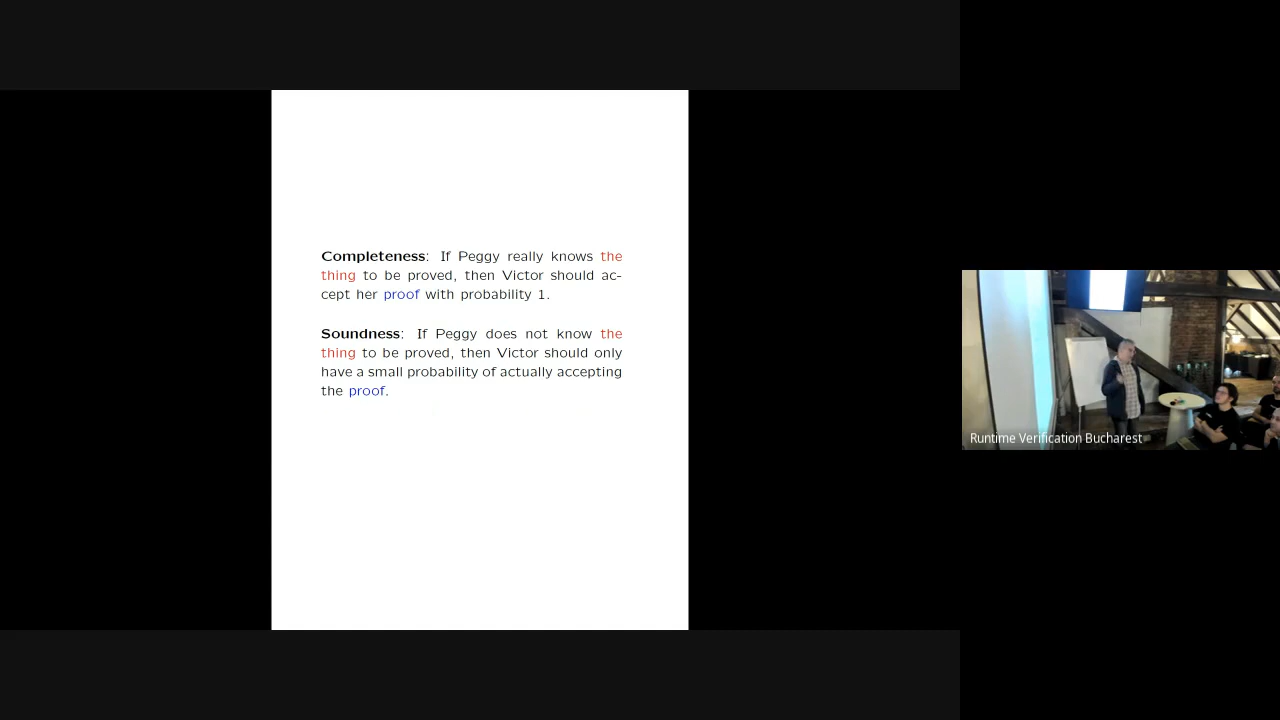 Completeness: If Peggy really knows the
thing to be proved, then Victor should ac-
cept her proof with probability 1.
Soundness: If Peggy does not know the
thing to be proved, then Victor should only
have a small probability of actually accepting
the proof.
Runtime Verification Bucharest